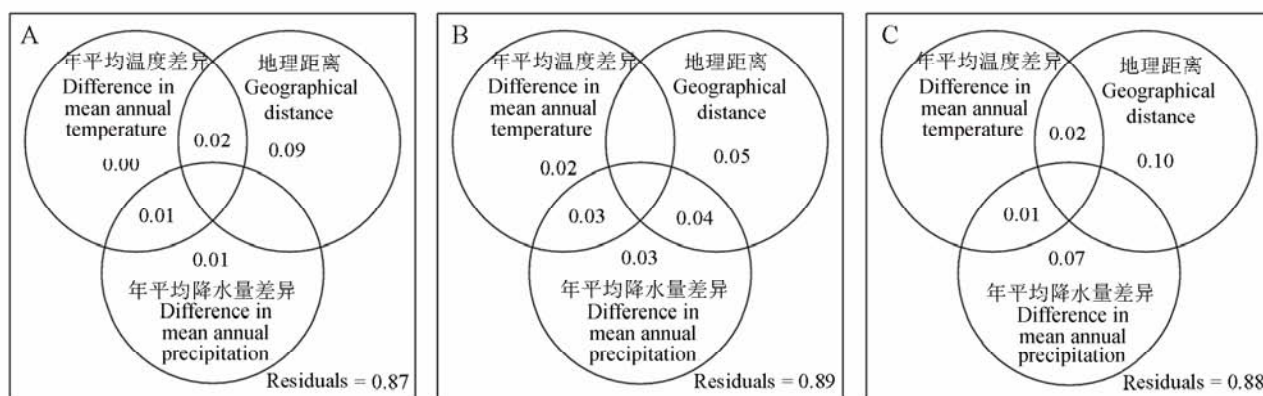 A
年平均温度差异
Difference in
mean annual
temperature
地理距离
Geographical
distance
0.02
0.09
0.00
0.01
0.01
年平均降水量差异
Difference in
mean annual
precipitation
Residuals = 0.87
B
年平均温度差异
Difference in
mean annual
temperature
地理距离
Geographical
distance
0.05
0.02
0.03
0.04
0.03
年平均降水量差异
Difference in
mean annual
precipitation
Residuals = 0.89
C
年平均温度差异
Difference in
mean annual
temperature
地理距离
Geographical
distance
0.02
0.10
0.01
0.07
年平均降水量差异
Difference in
mean annual
precipitation
Residuals = 0.88